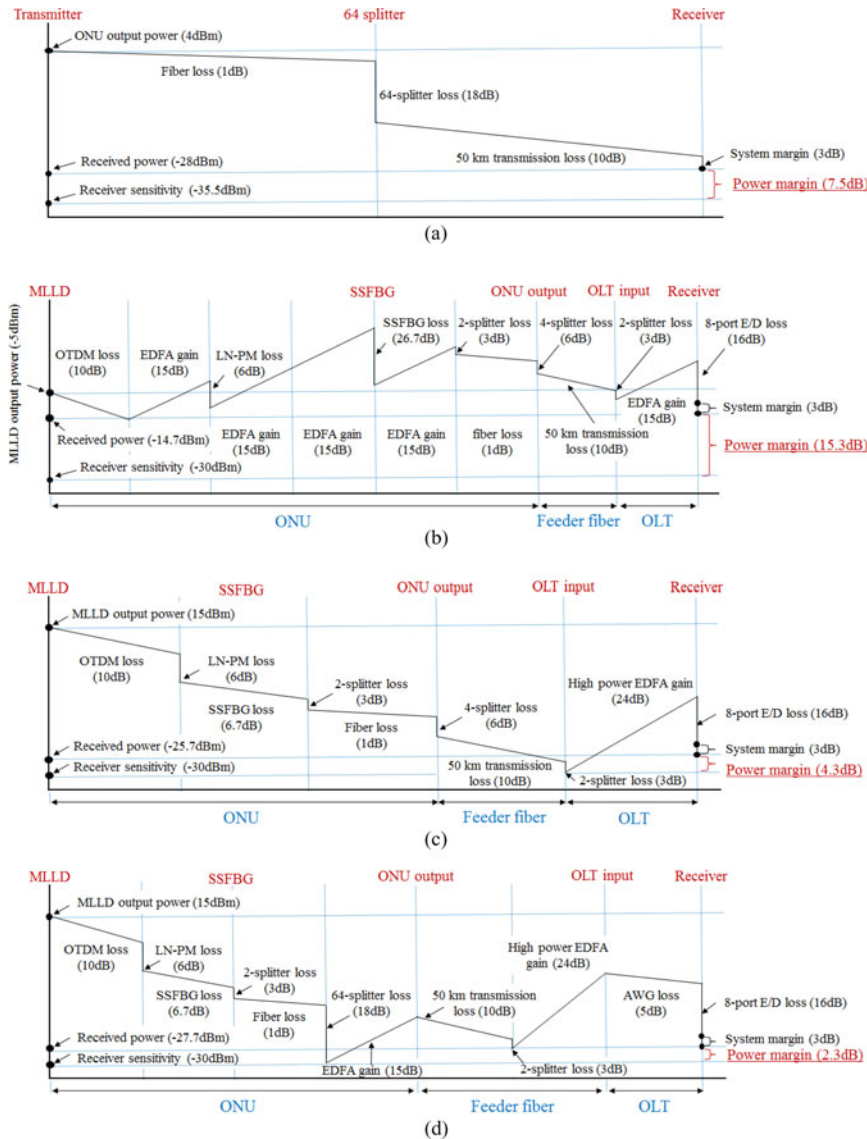 Transmitter 64 splitter Receiver
ONU output power (4dBm)
Fiber loss (1dB)
64-splitter loss (18dB)
50 km transmission loss (10dB)
System margin (3dB)
Received power (-28dBm)
Power margin (7.5dB)
Receiver sensitivity (-35.5dBm)
(a)
MLLD SSFBG ONU output OLT input Receiver
MLLD output power (-5dBm)
OTDM loss
(10dB)
EDFA gain
(15dB)
LN-PM loss
(6dB)
SSFBG loss
(26.7dB)
2-splitter loss
(3dB)
4-splitter loss
(6dB)
2-splitter loss
(3dB)
8-port E/D loss
(16dB)
System margin (3dB)
EDFA gain
(15dB)
Received power (-14.7dBm)
EDFA gain
(15dB)
EDFA gain
(15dB)
EDFA gain
(15dB)
fiber loss
(1dB)
50 km transmission
loss (10dB)
Power margin (15.3dB)
Receiver sensitivity (-30dBm)
ONU Feeder fiber OLT
(b)
MLLD SSFBG ONU output OLT input Receiver
MLLD output power (15dBm)
OTDM loss
(10dB)
LN-PM loss
(6dB)
SSFBG loss
(6.7dB)
2-splitter loss
(3dB)
Fiber loss
(1dB)
4-splitter loss
(6dB)
High power EDFA gain
(24dB)
8-port E/D loss (16dB)
System margin (3dB)
Received power (-25.7dBm)
Power margin (4.3dB)
Receiver sensitivity (-30dBm)
50 km transmission
loss (10dB)
2-splitter loss (3dB)
ONU Feeder fiber OLT
(c)
MLLD SSFBG ONU output OLT input Receiver
MLLD output power (15dBm)
OTDM loss
(10dB)
LN-PM loss
(6dB)
SSFBG loss
(6.7dB)
2-splitter loss
(3dB)
Fiber loss
(1dB)
64-splitter loss
(18dB)
50 km transmission
loss (10dB)
High power EDFA
gain (24dB)
AWG loss
(5dB)
8-port E/D loss (16dB)
System margin (3dB)
Received power (-27.7dBm)
Power margin (2.3dB)
Receiver sensitivity (-30dBm)
EDFA gain (15dB)
2-splitter loss (3dB)
ONU Feeder fiber OLT
(d)